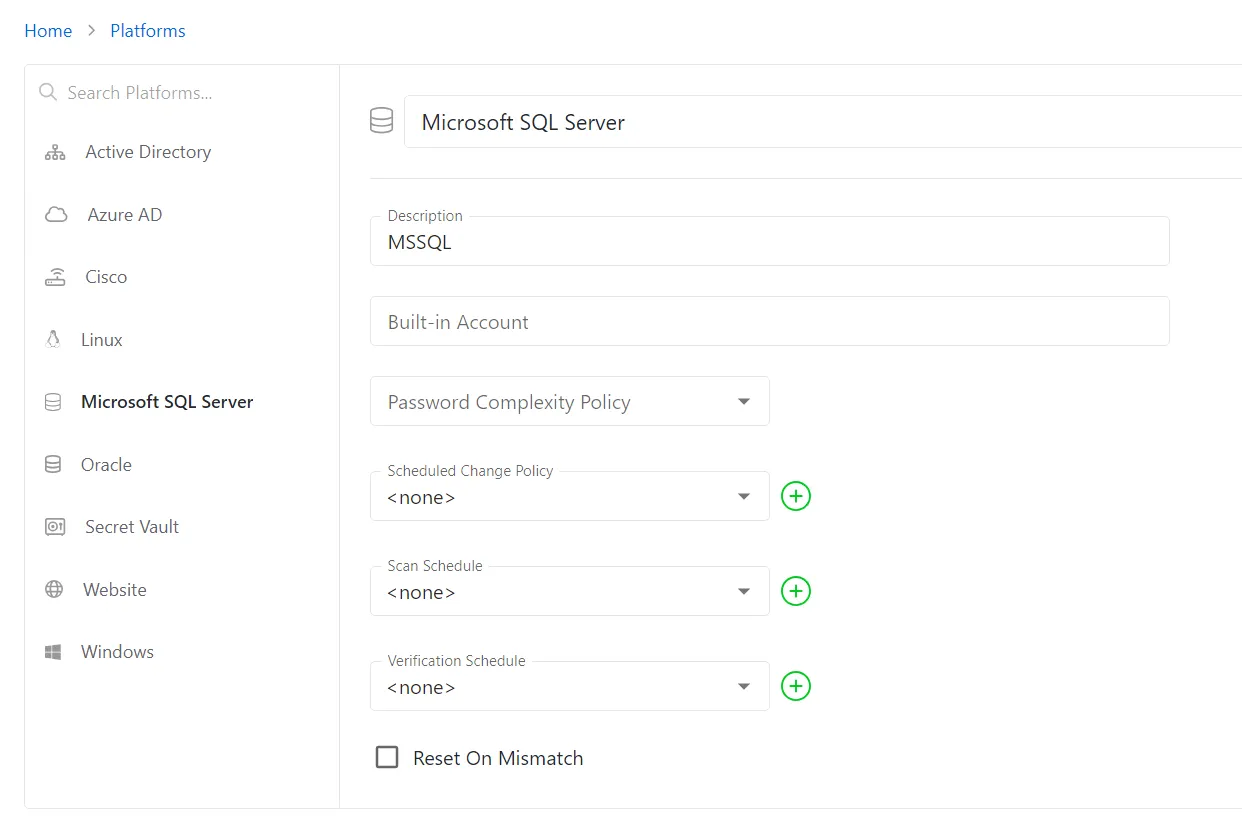 Home > Platforms
Search Platforms...
Active Directory
Azure AD
Cisco
Linux
Microsoft SQL Server
Oracle
Secret Vault
Website
Windows
Microsoft SQL Server
Description
MSSQL
Built-in Account
Password Complexity Policy
Scheduled Change Policy
<none>
Scan Schedule
<none>
Verification Schedule
<none>
Reset On Mismatch